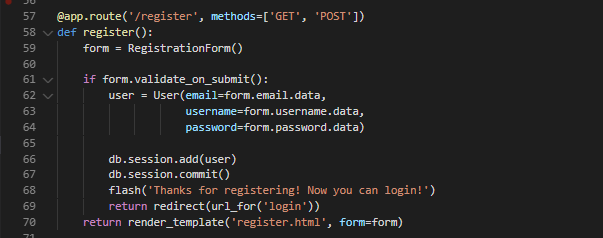 56
57 @app.route('/register', methods=['GET', 'POST'])
58 def register():
59     form = RegistrationForm()
60
61     if form.validate_on_submit():
62         user = User(email=form.email.data,
63                     username=form.username.data,
64                     password=form.password.data)
65
66         db.session.add(user)
67         db.session.commit()
68         flash('Thanks for registering! Now you can login!')
69         return redirect(url_for('login'))
70     return render_template('register.html', form=form)
71